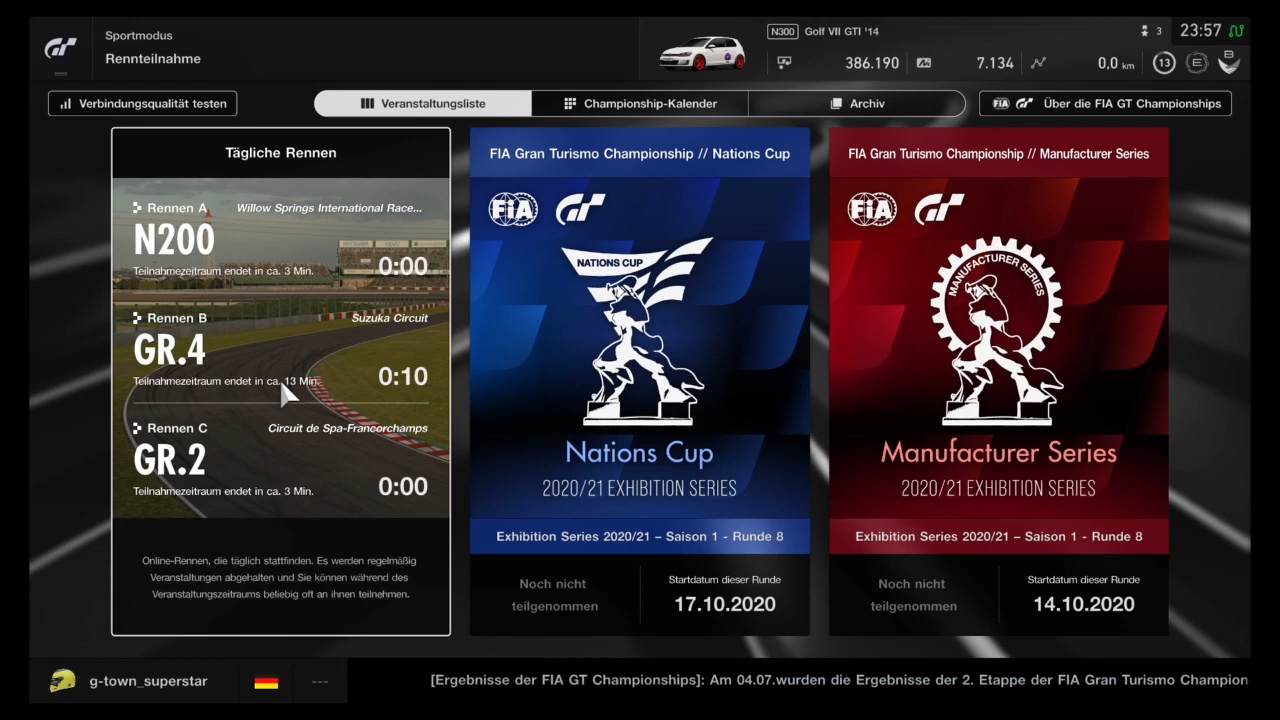 Sportmodus
Rennteilnahme
N300 Golf VII GTI '14
3 23:57
386.190 7.134 0,0 km 13 E B
Verbindungsqualität testen
Veranstaltungsliste
Championship-Kalender
Archiv
FIA GT Über die FIA GT Championships
Tägliche Rennen
Rennen A Willow Springs International Race...
N200
Teilnahmezeitraum endet in ca. 3 Min. 0:00
Rennen B Suzuka Circuit
GR.4
Teilnahmezeitraum endet in ca. 13 Min. 0:10
Rennen C Circuit de Spa-Francorchamps
GR.2
Teilnahmezeitraum endet in ca. 3 Min. 0:00
Online-Rennen, die täglich stattfinden. Es werden regelmäßig
Veranstaltungen abgehalten und Sie können während des
Veranstaltungszeitraums beliebig oft an ihnen teilnehmen.
FIA Gran Turismo Championship // Nations Cup
FIA GT
NATIONS CUP
Nations Cup
2020/21 EXHIBITION SERIES
Exhibition Series 2020/21 – Saison 1 - Runde 8
Noch nicht
teilgenommen
Startdatum dieser Runde
17.10.2020
FIA Gran Turismo Championship // Manufacturer Series
FIA GT
MANUFACTURER SERIES
Manufacturer Series
2020/21 EXHIBITION SERIES
Exhibition Series 2020/21 – Saison 1 - Runde 8
Noch nicht
teilgenommen
Startdatum dieser Runde
14.10.2020
g-town_superstar ---
[Ergebnisse der FIA GT Championships]: Am 04.07.wurden die Ergebnisse der 2. Etappe der FIA Gran Turismo Champion